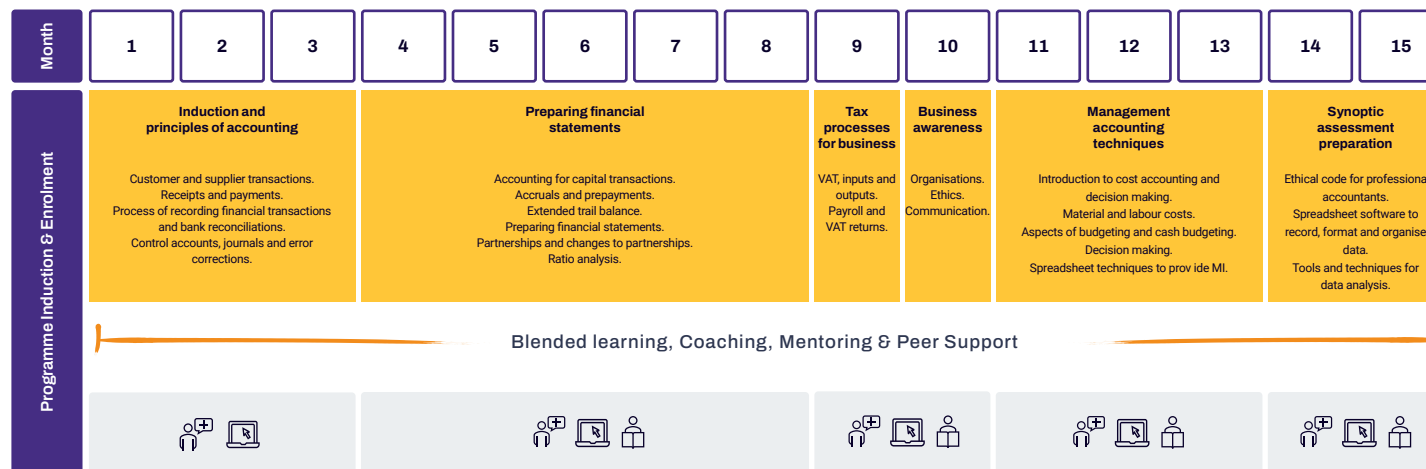 Month
1 2 3 4 5 6 7 8 9 10 11 12 13 14 15
Programme Induction & Enrolment
Induction and
principles of accounting
Customer and supplier transactions.
Receipts and payments.
Process of recording financial transactions
and bank reconciliations.
Control accounts, journals and error
corrections.
Preparing financial
statements
Accounting for capital transactions.
Accruals and prepayments.
Extended trail balance.
Preparing financial statements.
Partnerships and changes to partnerships.
Ratio analysis.
Tax
processes
for business
VAT, inputs and
outputs.
Payroll and
VAT returns.
Business
awareness
Organisations.
Ethics.
Communication.
Management
accounting
techniques
Introduction to cost accounting and
decision making.
Material and labour costs.
Aspects of budgeting and cash budgeting.
Decision making.
Spreadsheet techniques to prov ide MI.
Synoptic
assessment
preparation
Ethical code for professiona
accountants.
Spreadsheet software to
record, format and organise
data.
Tools and techniques for
data analysis.
Blended learning, Coaching, Mentoring & Peer Support